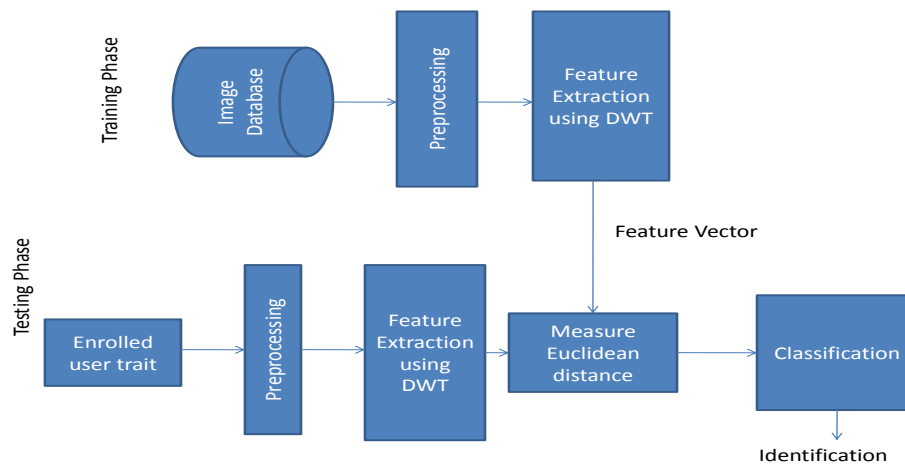 Training Phase
Image
Database
Preprocessing
Feature
Extraction
using DWT
Feature Vector
Testing Phase
Enrolled
user trait
Preprocessing
Feature
Extraction
using
DWT
Measure
Euclidean
distance
Classification
Identification